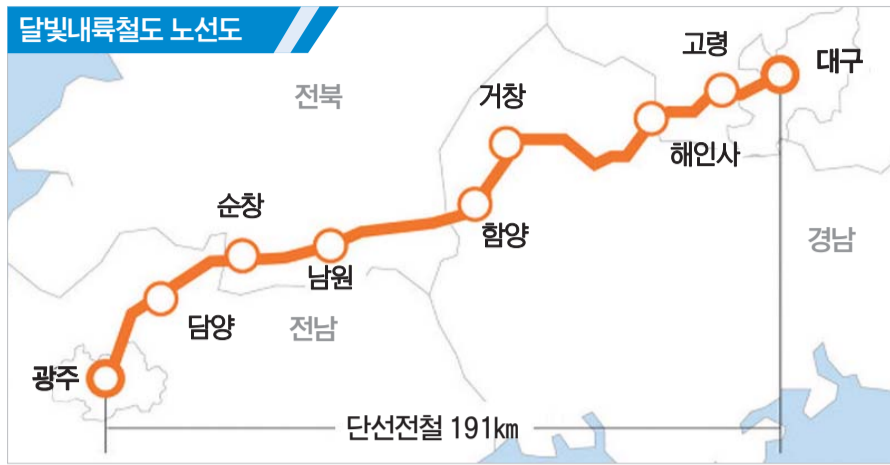 달빛내륙철도 노선도
고령
대구
전북
거창
해인사
순창
함양
경남
남원
담양
전남
광주
단선전철 191km